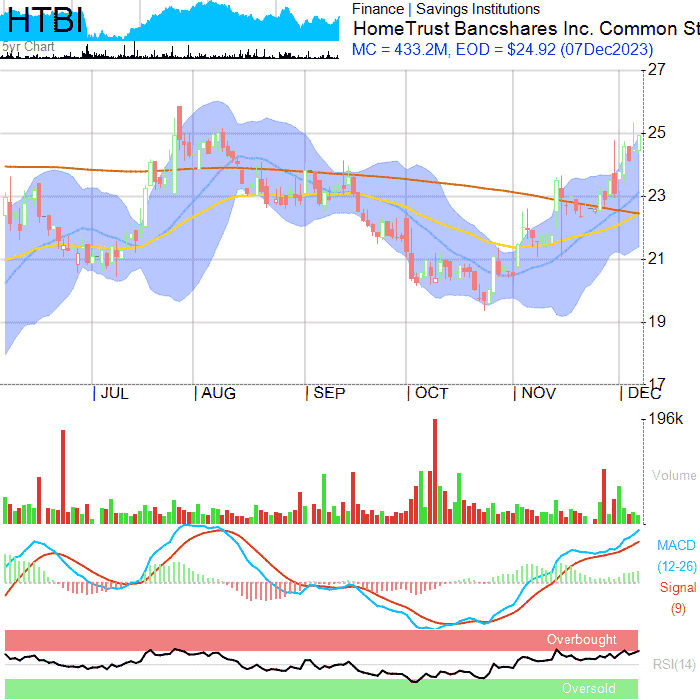 HTBI
5yr Chart
Finance | Savings Institutions
HomeTrust Bancshares Inc. Common St
MC = 433.2M, EOD = $24.92 (07Dec2023)
27
25
23
21
19
17
JUL AUG SEP OCT NOV DEC
196k
Volume
MACD
(12-26)
Signal
(9)
Overbought
RSI(14)
Oversold